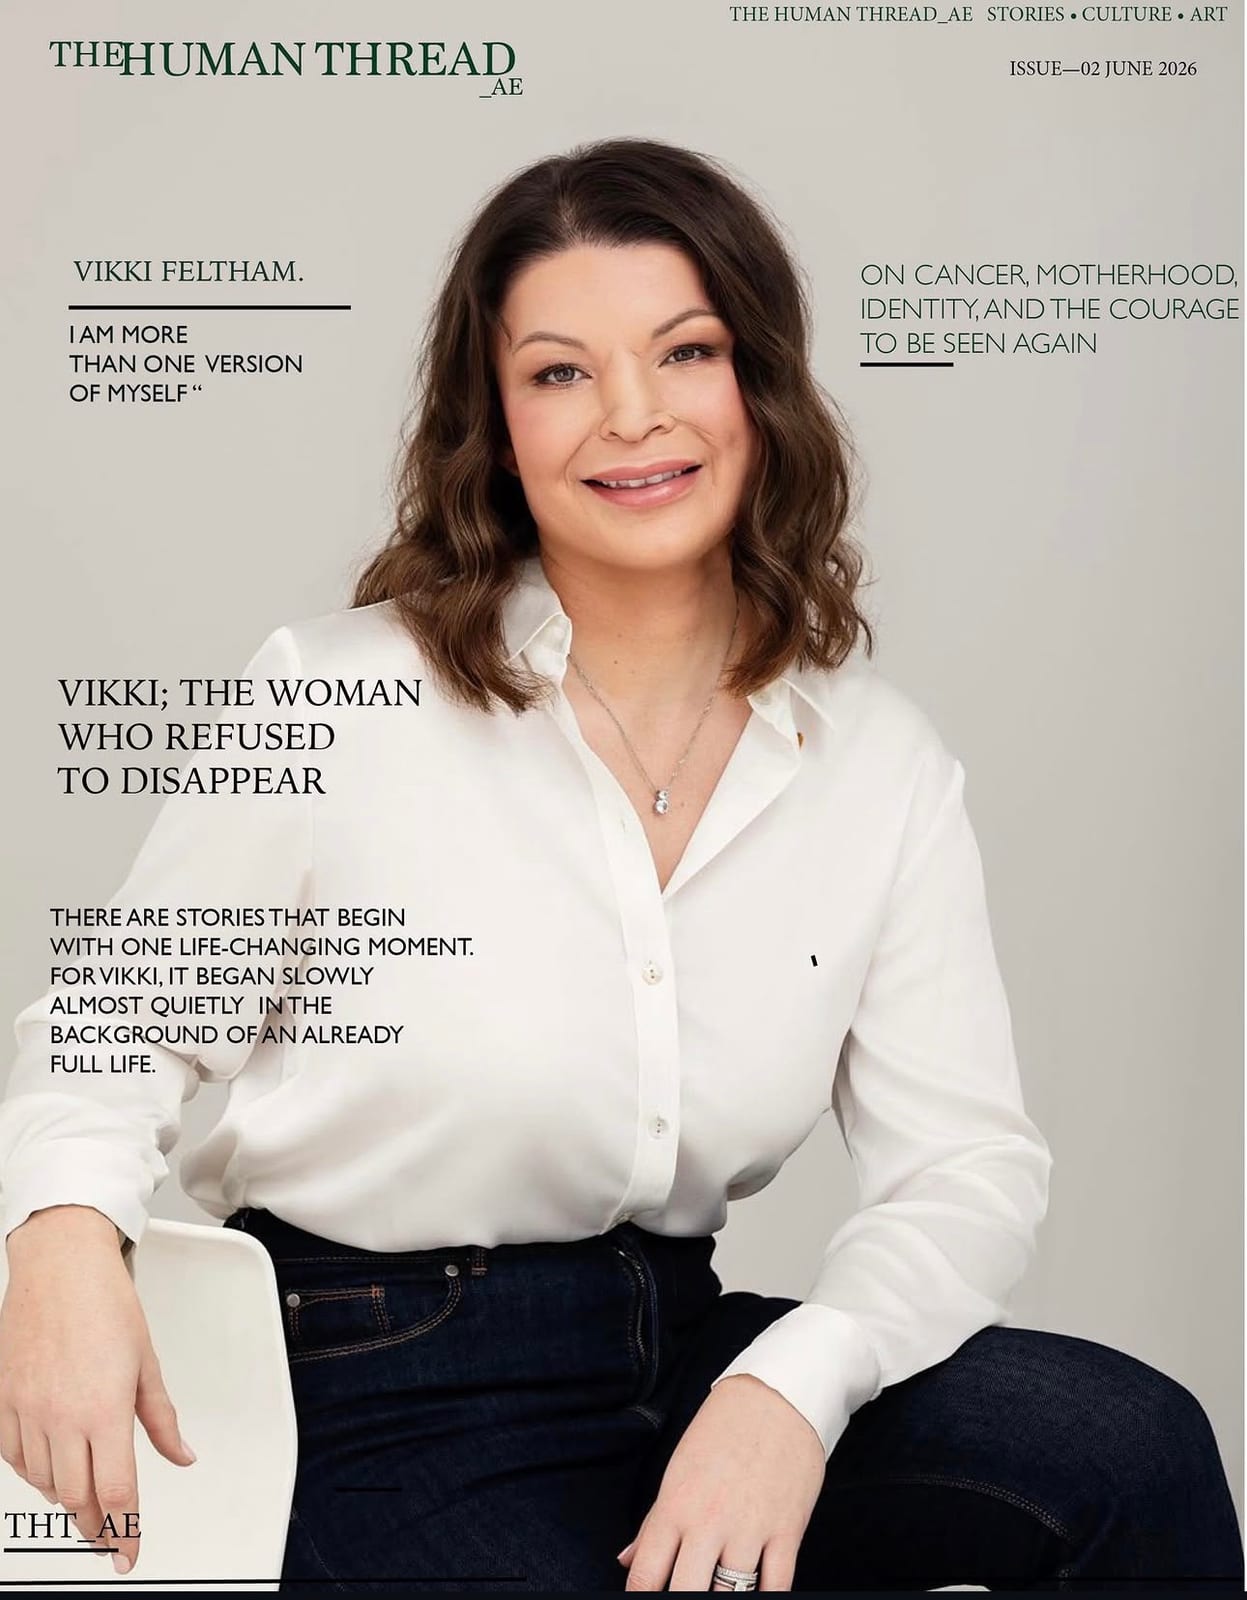 THE HUMAN THREAD_AE STORIES • CULTURE • ART
THE HUMAN THREAD
_AE
ISSUE—02 JUNE 2026
VIKKI FELTHAM.
I AM MORE
THAN ONE VERSION
OF MYSELF “
ON CANCER, MOTHERHOOD,
IDENTITY, AND THE COURAGE
TO BE SEEN AGAIN
VIKKI; THE WOMAN
WHO REFUSED
TO DISAPPEAR
THERE ARE STORIES THAT BEGIN
WITH ONE LIFE-CHANGING MOMENT.
FOR VIKKI, IT BEGAN SLOWLY
ALMOST QUIETLY IN THE
BACKGROUND OF AN ALREADY
FULL LIFE.
THT_AE